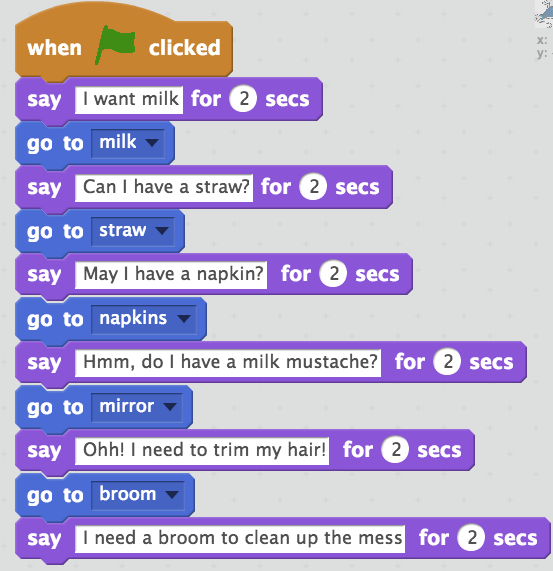 when clicked
say I want milk for 2 secs
go to milk
say Can I have a straw? for 2 secs
go to straw
say May I have a napkin? for 2 secs
go to napkins
say Hmm, do I have a milk mustache? for 2 secs
go to mirror
say Ohh! I need to trim my hair! for 2 secs
go to broom
say I need a broom to clean up the mess for 2 secs
x:
y: